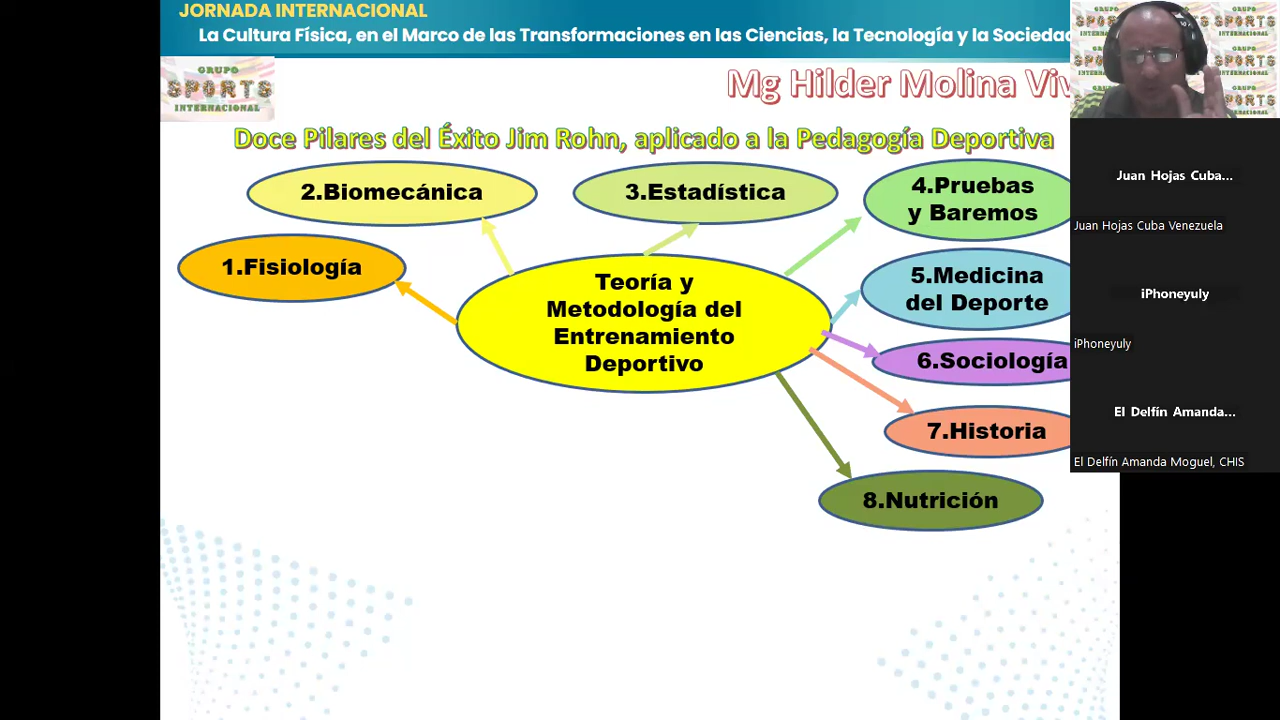 JORNADA INTERNACIONAL
La Cultura Física, en el Marco de las Transformaciones en las Ciencias, la Tecnología y la Sociedad
GRUPO
SPORTS
INTERNACIONAL
Mg Hilder Molina
Doce Pilares del Éxito Jim Rohn, aplicado a la Pedagogía Deportiva
2.Biomecánica
3.Estadística
4.Pruebas
y Baremos
1.Fisiología
Teoría y
Metodología del
Entrenamiento
Deportivo
5.Medicina
del Deporte
6.Sociología
7.Historia
8.Nutrición
Juan Hojas Cuba...
Juan Hojas Cuba Venezuela
iPhoneyuly
iPhoneyuly
El Delfín Amanda...
El Delfín Amanda Moguel, CHIS